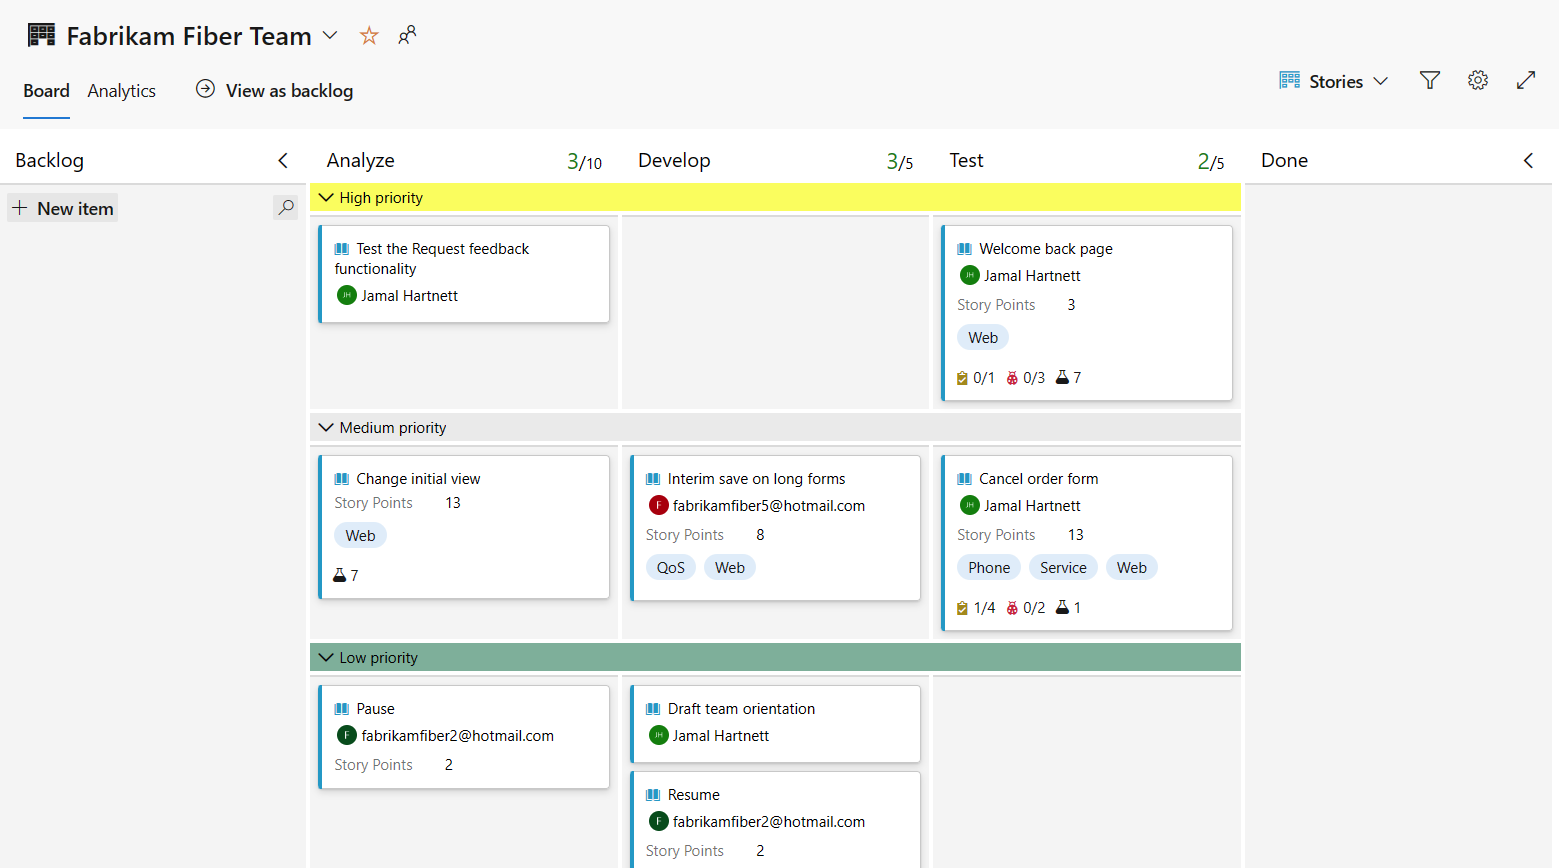 Fabrikam Fiber Team
Board Analytics View as backlog
Stories
Backlog
Analyze 3/10
Develop 3/5
Test 2/5
Done
New item
High priority
Test the Request feedback
functionality
JH Jamal Hartnett
Welcome back page
JH Jamal Hartnett
Story Points 3
Web
0/1 0/3 7
Medium priority
Change initial view
Story Points 13
Web
7
Interim save on long forms
F fabrikamfiber5@hotmail.com
Story Points 8
QoS Web
Cancel order form
JH Jamal Hartnett
Story Points 13
Phone Service Web
1/4 0/2 1
Low priority
Pause
F fabrikamfiber2@hotmail.com
Story Points 2
Draft team orientation
JH Jamal Hartnett
Resume
F fabrikamfiber2@hotmail.com
Story Points 2